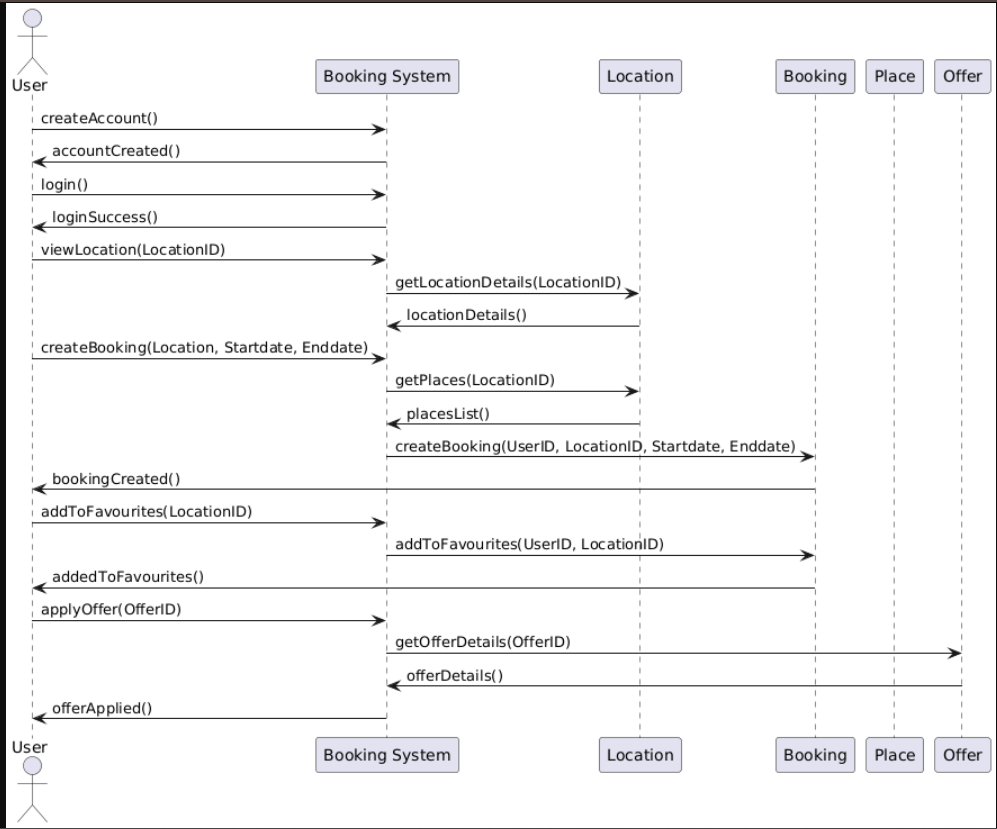 User
Booking System
Location
Booking
Place
Offer
createAccount()
accountCreated()
login()
loginSuccess()
viewLocation(LocationID)
getLocationDetails(LocationID)
locationDetails()
createBooking(Location, Startdate, Enddate)
getPlaces(LocationID)
placesList()
createBooking(UserID, LocationID, Startdate, Enddate)
bookingCreated()
addToFavourites(LocationID)
addToFavourites(UserID, LocationID)
addedToFavourites()
applyOffer(OfferID)
getOfferDetails(OfferID)
offerDetails()
offerApplied()
User
Booking System
Location
Booking
Place
Offer